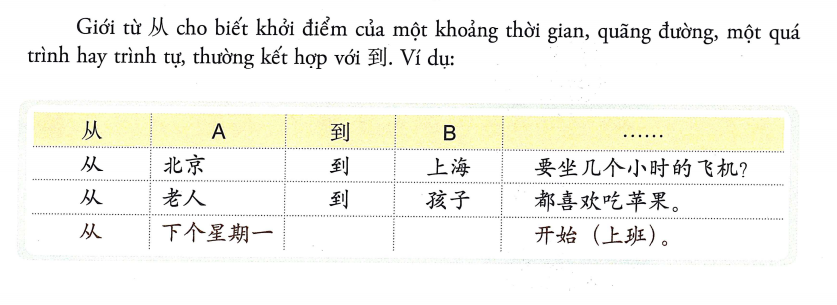 Giới từ 从 cho biết khởi điểm của một khoảng thời gian, quãng đường, một quá
trình hay trình tự, thường kết hợp với 到. Ví dụ:
从 A 到 B ……
从 北京 到 上海 要坐几个小时的飞机?
从 老人 到 孩子 都喜欢吃苹果。
从 下个星期一 开始（上班）。